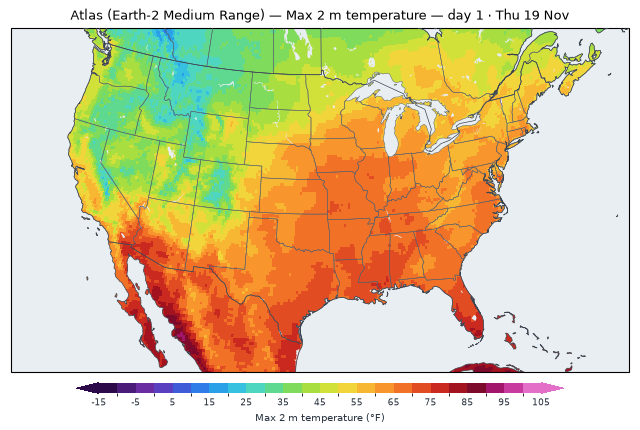 Atlas (Earth-2 Medium Range) — Max 2 m temperature — day 1 · Thu 19 Nov
-15 -5 5 15 25 35 45 55 65 75 85 95 105
Max 2 m temperature (°F)